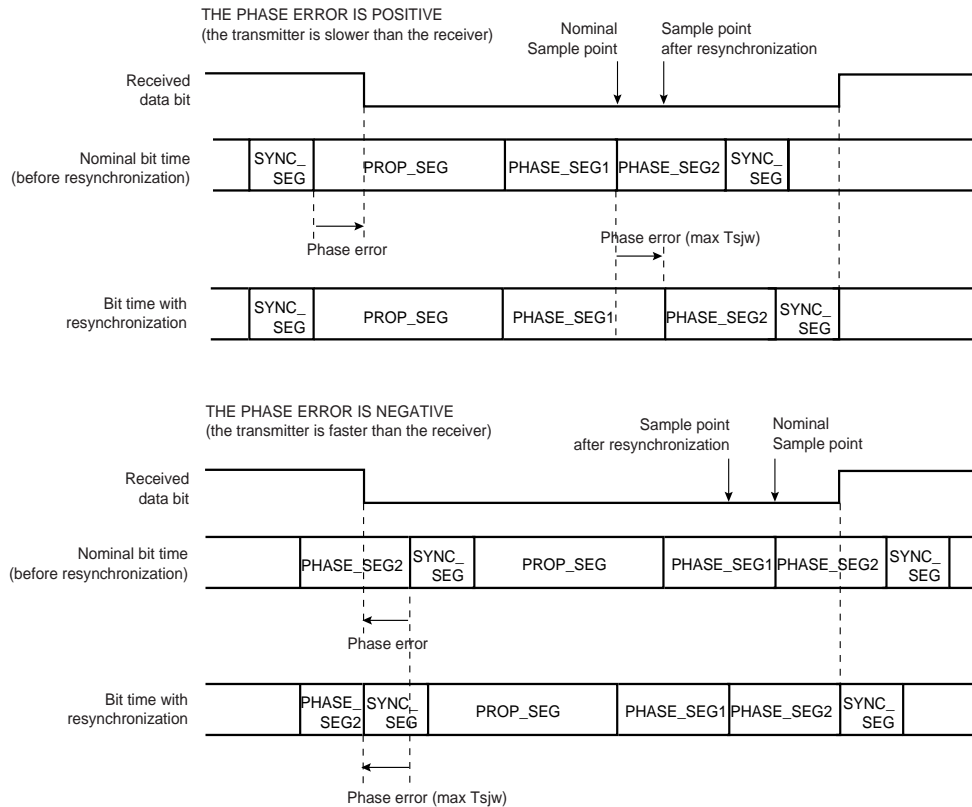 THE PHASE ERROR IS POSITIVE
(the transmitter is slower than the receiver)
Nominal
Sample point
Sample point
after resynchronization
Received
data bit
Nominal bit time
(before resynchronization)
SYNC_
SEG
PROP_SEG
PHASE_SEG1
PHASE_SEG2
SYNC_
SEG
Phase error
Phase error (max Tsjw)
Bit time with
resynchronization
SYNC_
SEG
PROP_SEG
PHASE_SEG1
PHASE_SEG2
SYNC_
SEG
THE PHASE ERROR IS NEGATIVE
(the transmitter is faster than the receiver)
Sample point
after resynchronization
Nominal
Sample point
Received
data bit
Nominal bit time
(before resynchronization)
PHASE_SEG2
SYNC_
SEG
PROP_SEG
PHASE_SEG1
PHASE_SEG2
SYNC_
SEG
Phase error
Bit time with
resynchronization
PHASE_
SEG2
SYNC_
SEG
PROP_SEG
PHASE_SEG1
PHASE_SEG2
SYNC_
SEG
Phase error (max Tsjw)